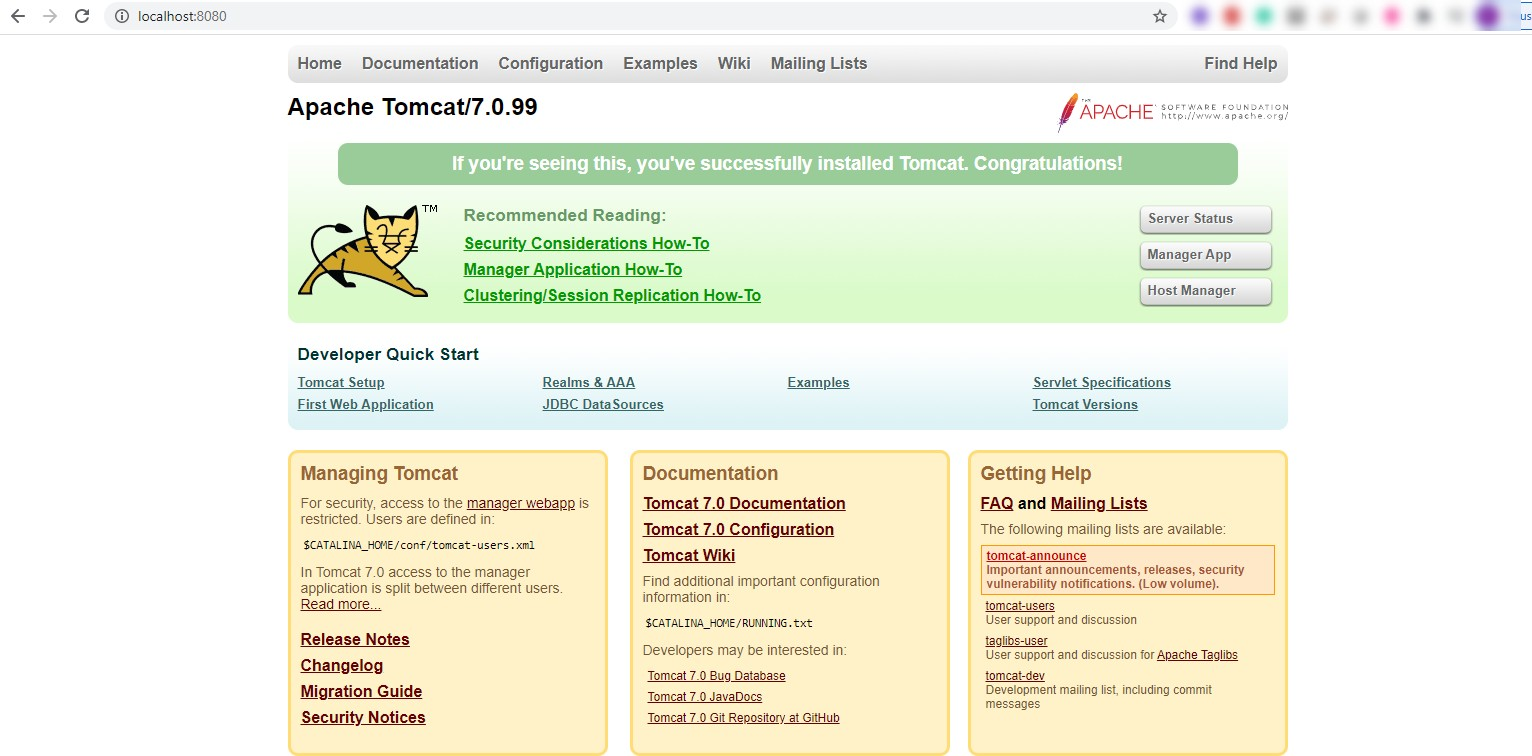 localhost:8080
us
Home Documentation Configuration Examples Wiki Mailing Lists Find Help
Apache Tomcat/7.0.99
THE APACHE SOFTWARE FOUNDATION
http://www.apache.org/
If you're seeing this, you've successfully installed Tomcat. Congratulations!
TM
Recommended Reading:
Security Considerations How-To
Manager Application How-To
Clustering/Session Replication How-To
Server Status
Manager App
Host Manager
Developer Quick Start
Tomcat Setup
First Web Application
Realms & AAA
JDBC DataSources
Examples
Servlet Specifications
Tomcat Versions
Managing Tomcat
For security, access to the manager webapp is
restricted. Users are defined in:
$CATALINA_HOME/conf/tomcat-users.xml
In Tomcat 7.0 access to the manager
application is split between different users.
Read more...
Release Notes
Changelog
Migration Guide
Security Notices
Documentation
Tomcat 7.0 Documentation
Tomcat 7.0 Configuration
Tomcat Wiki
Find additional important configuration
information in:
$CATALINA_HOME/RUNNING.txt
Developers may be interested in:
Tomcat 7.0 Bug Database
Tomcat 7.0 JavaDocs
Tomcat 7.0 Git Repository at GitHub
Getting Help
FAQ and Mailing Lists
The following mailing lists are available:
tomcat-announce
Important announcements, releases, security
vulnerability notifications. (Low volume).
tomcat-users
User support and discussion
taglibs-user
User support and discussion for Apache Taglibs
tomcat-dev
Development mailing list, including commit
messages